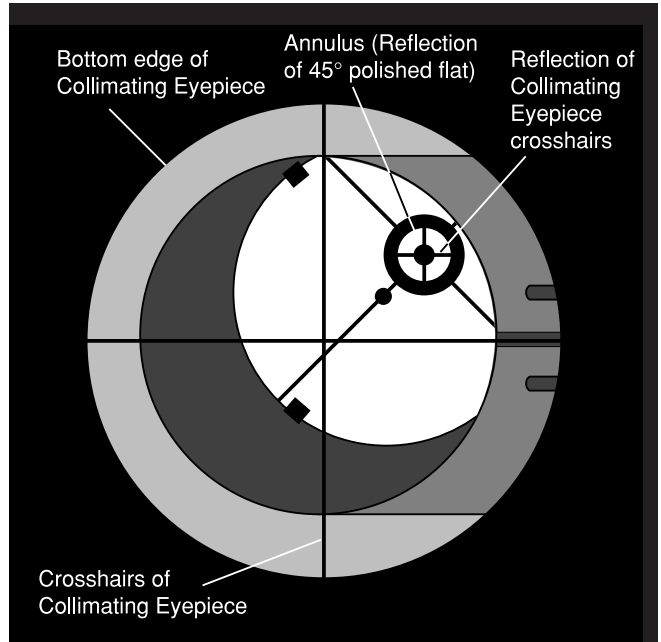 Bottom edge of
Collimating Eyepiece
Annulus (Reflection
of 45° polished flat)
Reflection of
Collimating
Eyepiece
crosshairs
Crosshairs of
Collimating Eyepiece